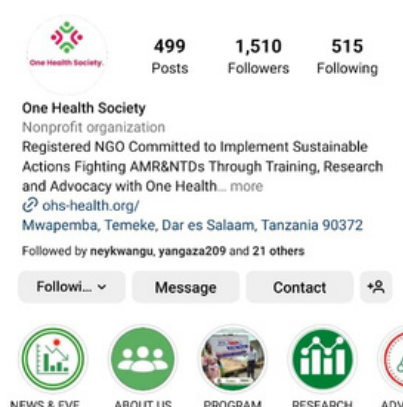 One Health Society.
499 1,510 515
Posts Followers Following
One Health Society
Nonprofit organization
Registered NGO Committed to Implement Sustainable
Actions Fighting AMR&NTDs Through Training, Research
and Advocacy with One Health... more
ohs-health.org/
Mwapemba, Temeke, Dar es Salaam, Tanzania 90372
Followed by neykwangu, yangaza209 and 21 others
Followi... Message Contact
NEWS & EVE ABOUT US PROGRAM RESEARCH ADV